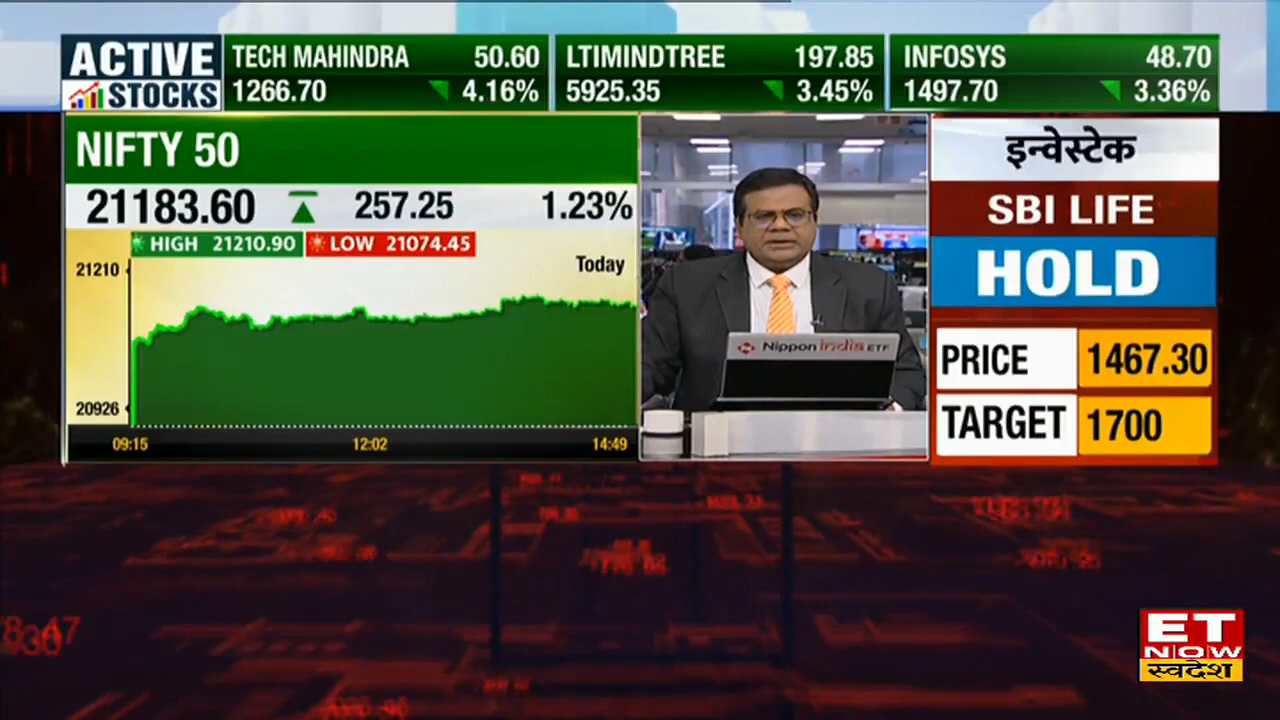 ACTIVE
STOCKS
TECH MAHINDRA 50.60
1266.70 4.16%
LTIMINDTREE 197.85
5925.35 3.45%
INFOSYS 48.70
1497.70 3.36%
NIFTY 50
21183.60 257.25 1.23%
HIGH 21210.90 LOW 21074.45
Today
21210
20926
09:15 12:02 14:49
Nippon india ETF
इन्वेस्टेक
SBI LIFE
HOLD
PRICE 1467.30
TARGET 1700
ET
NOW
स्वदेश